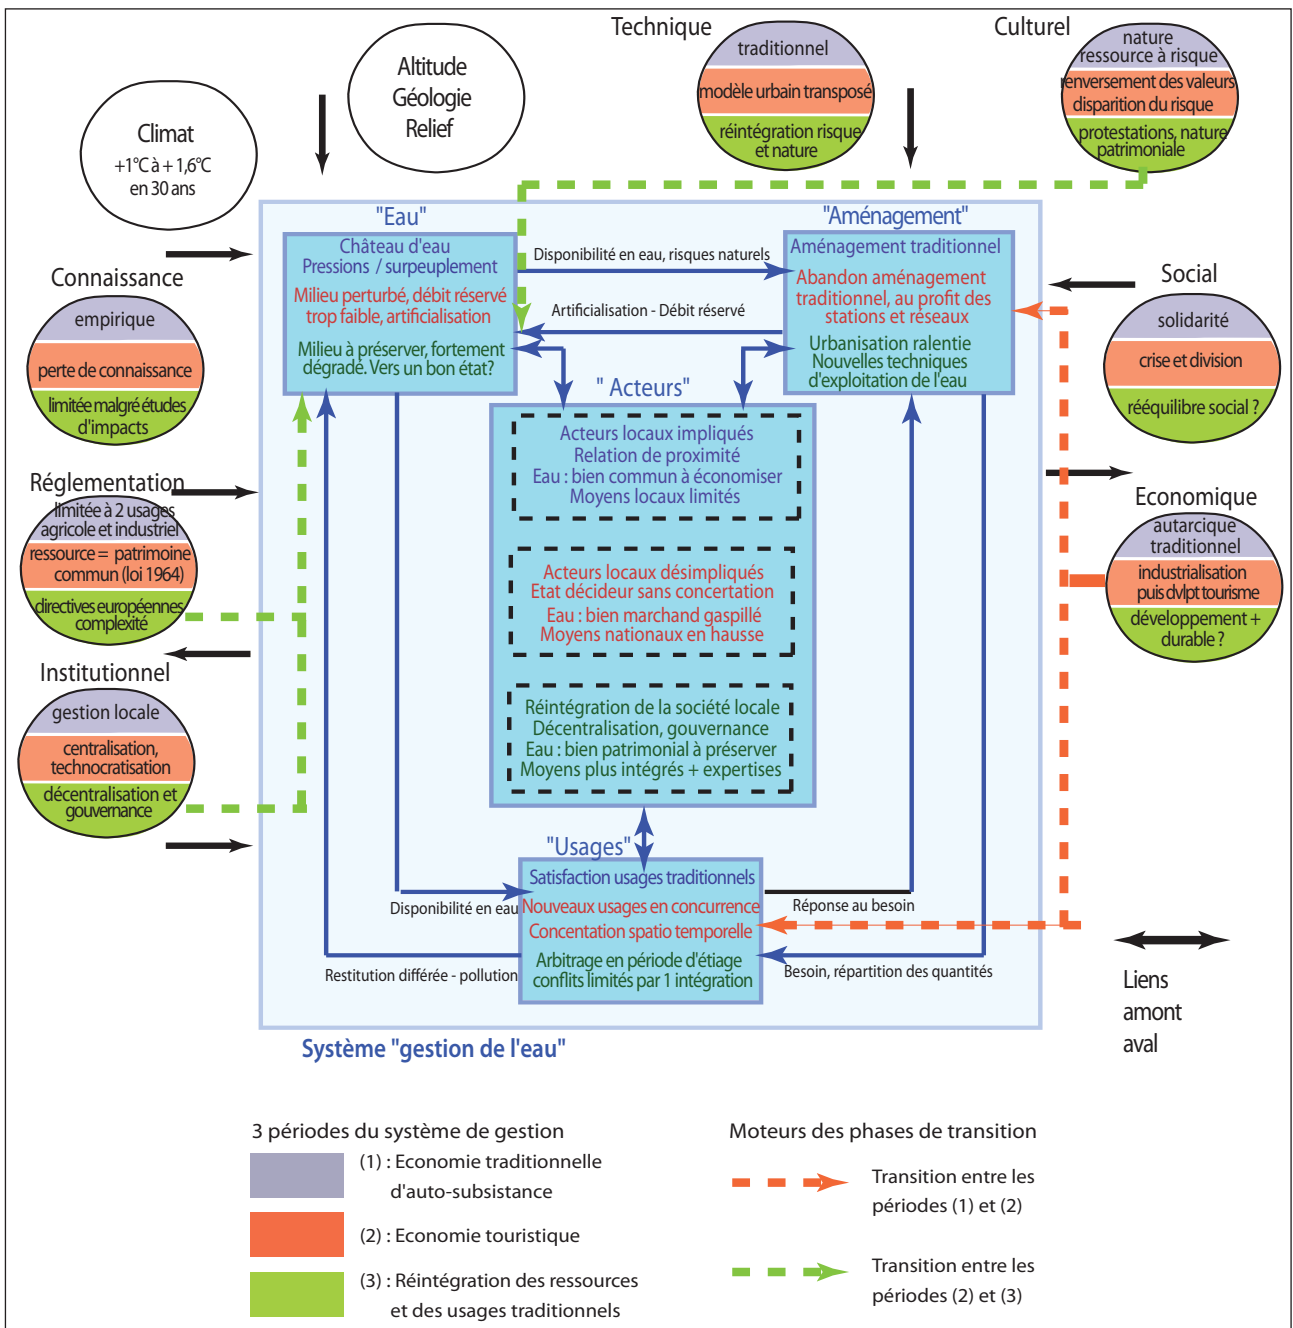 Technique
traditionnel
modèle urbain transposé
réintégration risque
et nature
Culturel
nature
ressource à risque
renversement des valeurs
disparition du risque
protestations, nature
patrimoniale
Altitude
Géologie
Relief
Climat
+1°C à + 1,6°C
en 30 ans
Connaissance
empirique
perte de connaissance
limitée malgré études
d'impacts
Réglementation
limitée à 2 usages
agricole et industriel
ressource = patrimoine
commun (loi 1964)
directives européennes
complexité
Institutionnel
gestion locale
centralisation,
technocratisation
décentralisation et
gouvernance
"Eau"
Château d'eau
Pressions / surpeuplement
Milieu perturbé, débit réservé
trop faible, artificialisation
Milieu à préserver, fortement
dégradé. Vers un bon état?
Disponibilité en eau, risques naturels
Artificialisation - Débit réservé
"Aménagement"
Aménagement traditionnel
Abandon aménagement
traditionnel, au profit des
stations et réseaux
Urbanisation ralentie
Nouvelles techniques
d'exploitation de l'eau
" Acteurs"
Acteurs locaux impliqués
Relation de proximité
Eau : bien commun à économiser
Moyens locaux limités
Acteurs locaux désimpliqués
Etat décideur sans concertation
Eau : bien marchand gaspillé
Moyens nationaux en hausse
Réintégration de la société locale
Décentralisation, gouvernance
Eau : bien patrimonial à préserver
Moyens plus intégrés + expertises
"Usages"
Satisfaction usages traditionnels
Nouveaux usages en concurrence
Concentation spatio temporelle
Arbitrage en période d'étiage
conflits limités par 1 intégration
Disponibilité en eau
Restitution différée - pollution
Réponse au besoin
Besoin, répartition des quantités
Système "gestion de l'eau"
Social
solidarité
crise et division
rééquilibre social ?
Economique
autarcique
traditionnel
industrialisation
puis dvlpt tourisme
développement +
durable ?
Liens
amont
aval
3 périodes du système de gestion
(1) : Economie traditionnelle
d'auto-subsistance
(2) : Economie touristique
(3) : Réintégration des ressources
et des usages traditionnels
Moteurs des phases de transition
Transition entre les
périodes (1) et (2)
Transition entre les
périodes (2) et (3)